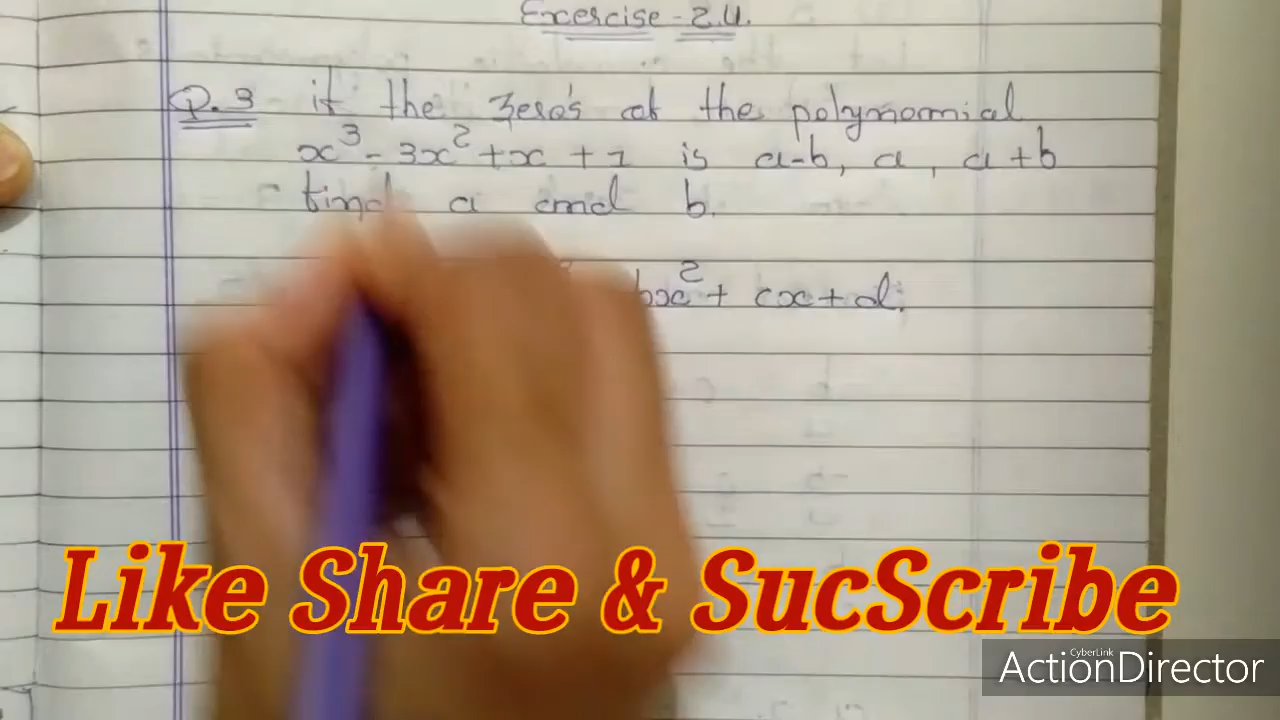 Excercise - 2.4.
Q.3 if the zero's of the polynomial
x³ - 3x² + x + 1 is a-b, a, a+b
find a and b.
bx² + cx + d.
Like Share & SucScribe
CyberLink
ActionDirector